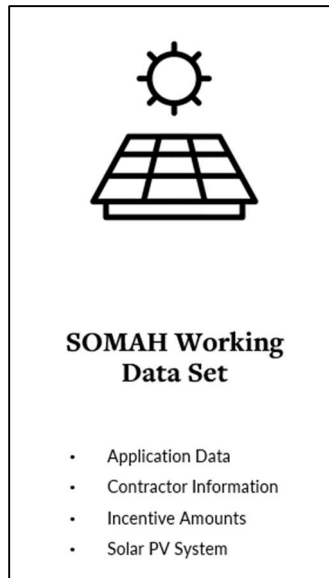 SOMAH Working
Data Set
• Application Data
• Contractor Information
• Incentive Amounts
• Solar PV System